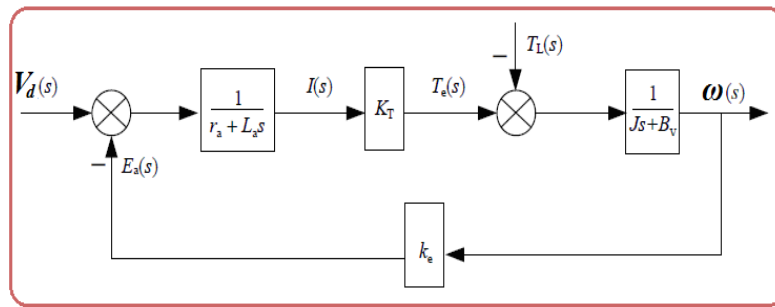 T_L(s)
−
V_d(s)
1
r_a + L_a s
I(s)
K_T
T_e(s)
1
Js+B_v
ω(s)
−
E_a(s)
k_e